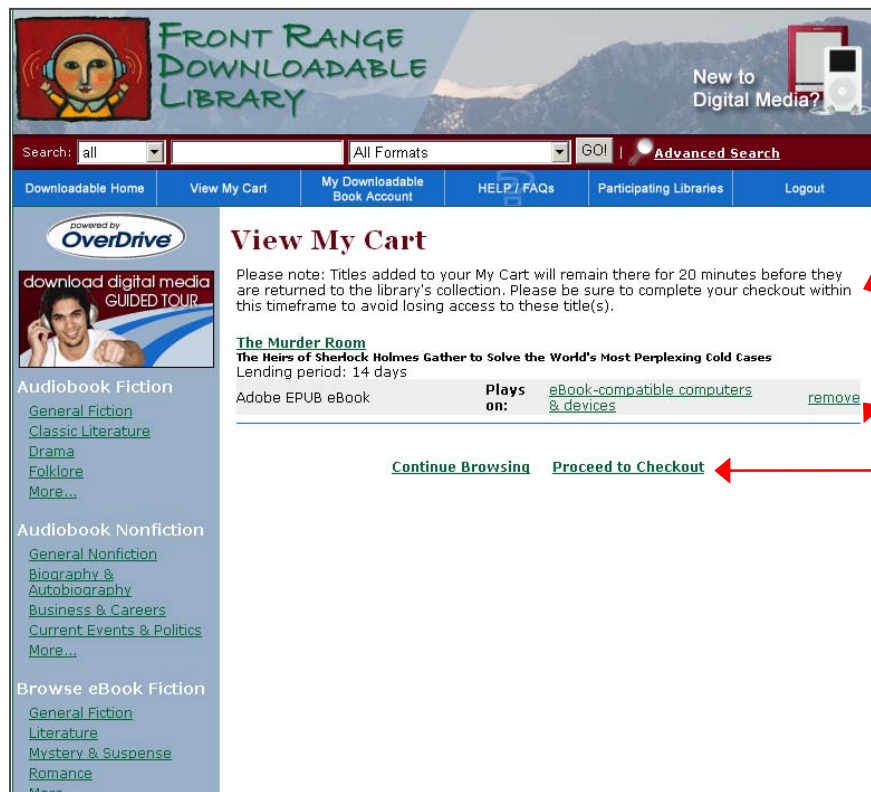 FRONT RANGE
DOWNLOADABLE
LIBRARY
New to
Digital Media?
Search: all All Formats GO! | Advanced Search
Downloadable Home View My Cart My Downloadable
Book Account HELP / FAQs Participating Libraries Logout
powered by
OverDrive
download digital media
GUIDED TOUR
Audiobook Fiction
General Fiction
Classic Literature
Drama
Folklore
More...
Audiobook Nonfiction
General Nonfiction
Biography &
Autobiography
Business & Careers
Current Events & Politics
More...
Browse eBook Fiction
General Fiction
Literature
Mystery & Suspense
Romance
More...
View My Cart
Please note: Titles added to your My Cart will remain there for 20 minutes before they
are returned to the library's collection. Please be sure to complete your checkout within
this timeframe to avoid losing access to these title(s).
The Murder Room
The Heirs of Sherlock Holmes Gather to Solve the World's Most Perplexing Cold Cases
Lending period: 14 days
Adobe EPUB eBook Plays
on: eBook-compatible computers
& devices remove
Continue Browsing Proceed to Checkout